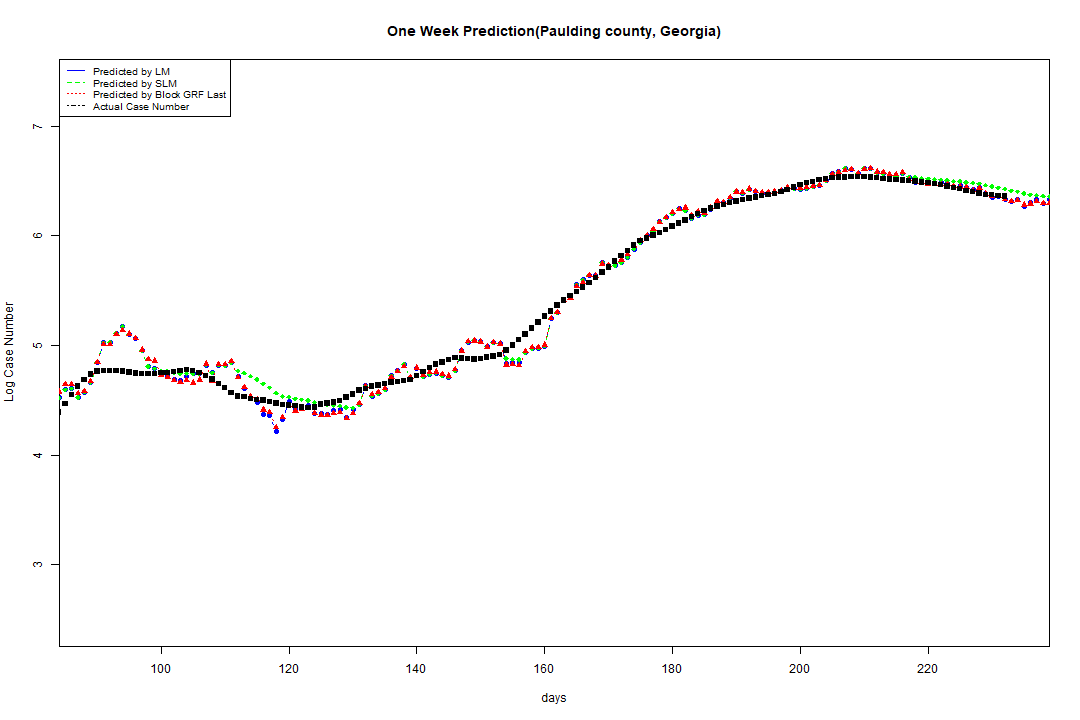 One Week Prediction(Paulding county, Georgia)
Predicted by LM
Predicted by SLM
Predicted by Block GRF Last
Actual Case Number
7
6
5
4
3
Log Case Number
100 120 140 160 180 200 220
days